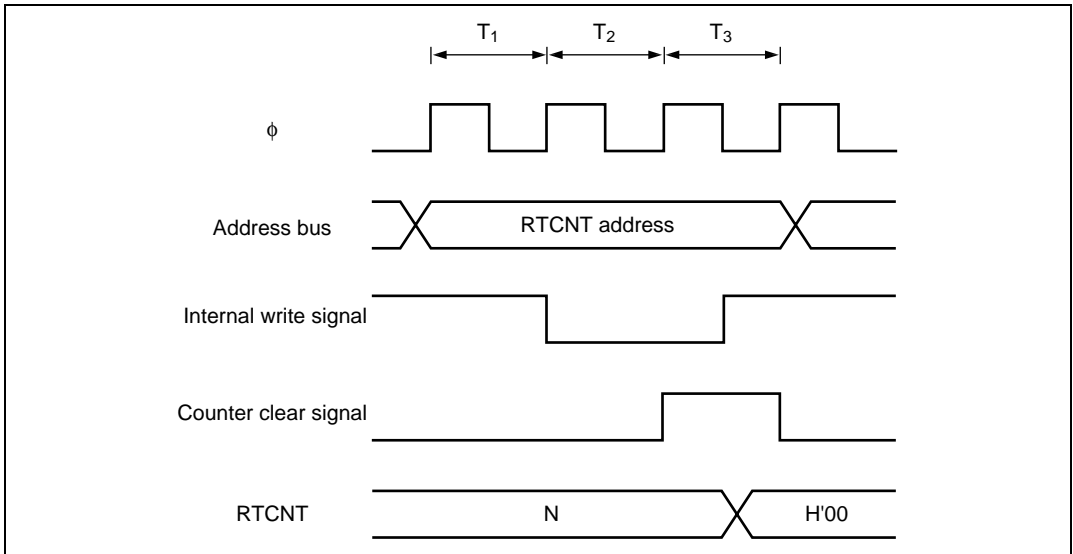 T1 T2 T3
ϕ
Address bus
RTCNT address
Internal write signal
Counter clear signal
RTCNT
N
H'00